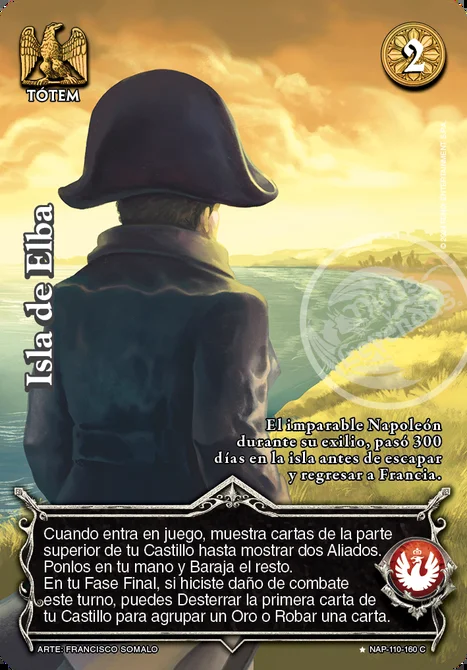 TÓTEM
2
Isla de Elba
El imparable Napoleón
durante su exilio, pasó 300
días en la isla antes de escapar
y regresar a Francia.
Cuando entra en juego, muestra cartas de la parte
superior de tu Castillo hasta mostrar dos Aliados.
Ponlos en tu mano y Baraja el resto.
En tu Fase Final, si hiciste daño de combate
este turno, puedes Desterrar la primera carta de
tu Castillo para agrupar un Oro o Robar una carta.
ARTE: FRANCISCO SOMALO
NAP-110-160 C